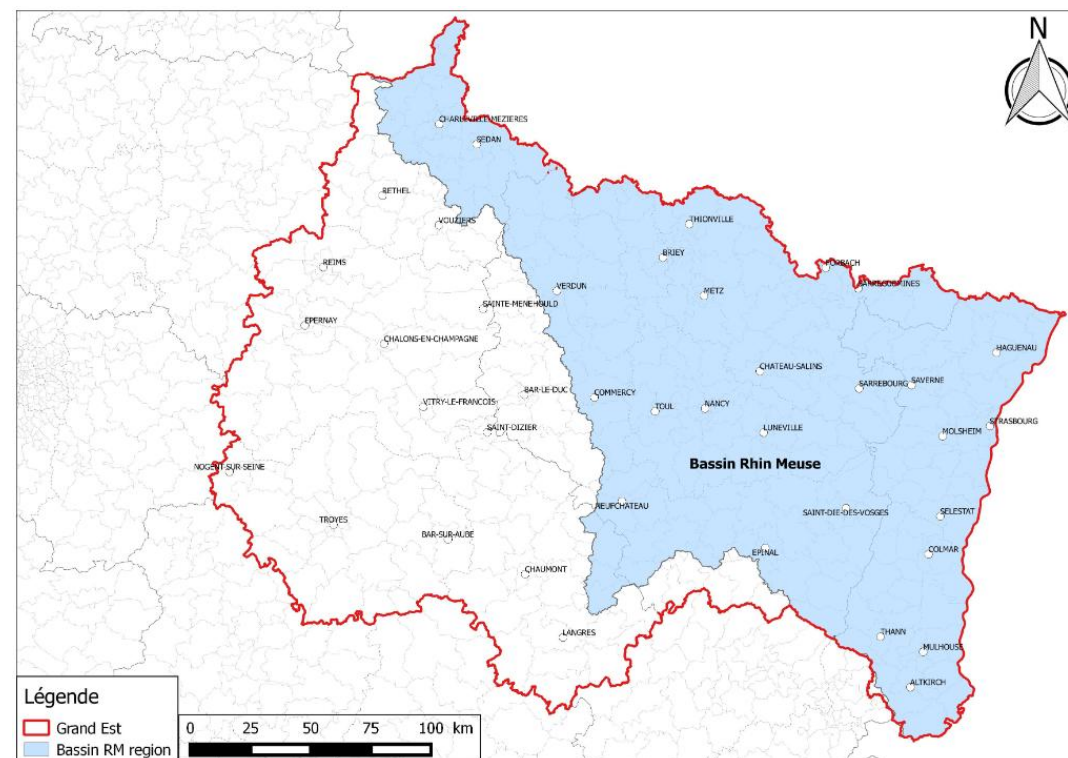 N
CHARLEVILLE-MEZIERES
SEDAN
RETHEL
VOUZIERS
THIONVILLE
BRIEY
REIMS
FORBACH
SARREGUEMINES
VERDUN
METZ
SAINTE-MENEHOULD
EPERNAY
CHALONS-EN-CHAMPAGNE
HAGUENAU
CHATEAU-SALINS
SARREBOURG
SAVERNE
BAR-LE-DUC
COMMERCY
VITRY-LE-FRANCOIS
TOUL
NANCY
SAINT-DIZIER
LUNEVILLE
STRASBOURG
MOLSHEIM
Bassin Rhin Meuse
NOGENT-SUR-SEINE
NEUFCHATEAU
SAINT-DIE-DES-VOSGES
SELESTAT
TROYES
BAR-SUR-AUBE
EPINAL
COLMAR
CHAUMONT
LANGRES
THANN
MULHOUSE
ALTKIRCH
Légende
Grand Est
Bassin RM region
0 25 50 75 100 km